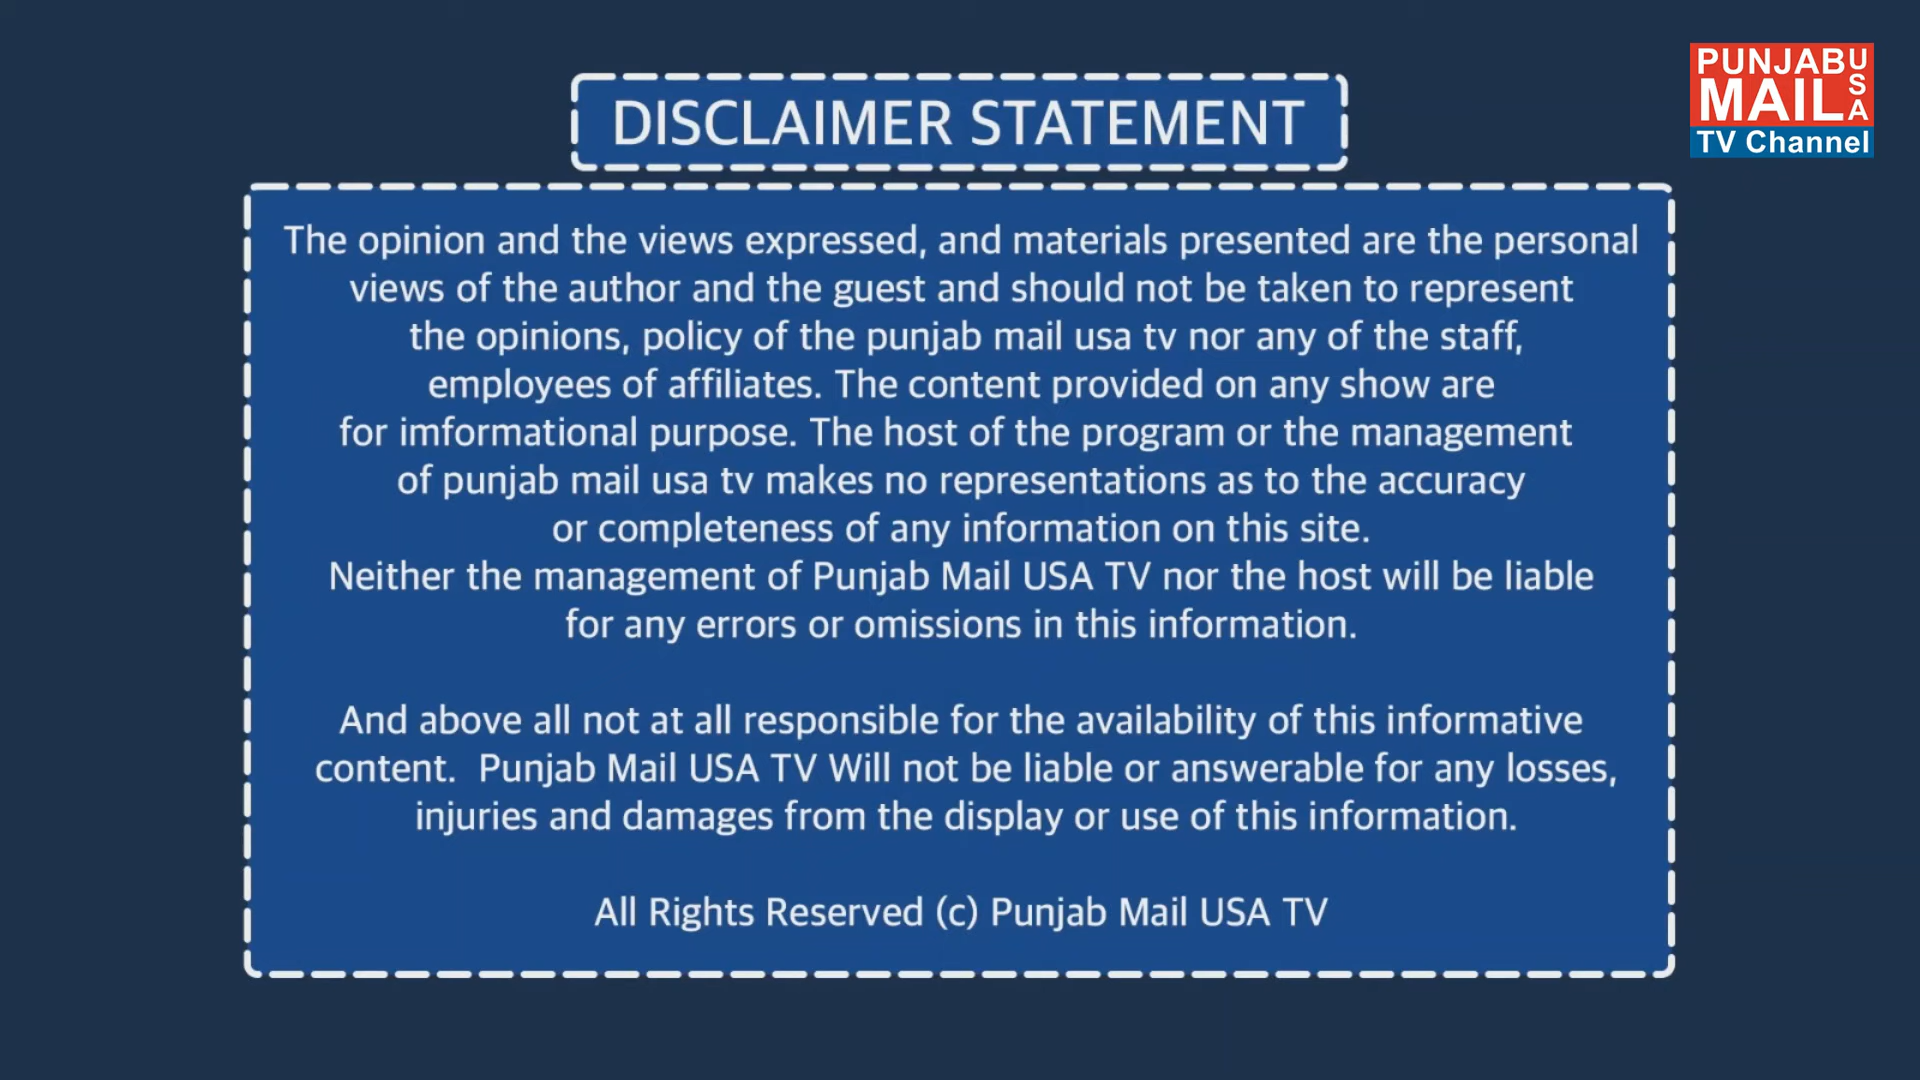 DISCLAIMER STATEMENT
PUNJAB USA
MAIL
TV Channel
The opinion and the views expressed, and materials presented are the personal
views of the author and the guest and should not be taken to represent
the opinions, policy of the punjab mail usa tv nor any of the staff,
employees of affiliates. The content provided on any show are
for imformational purpose. The host of the program or the management
of punjab mail usa tv makes no representations as to the accuracy
or completeness of any information on this site.
Neither the management of Punjab Mail USA TV nor the host will be liable
for any errors or omissions in this information.
And above all not at all responsible for the availability of this informative
content. Punjab Mail USA TV Will not be liable or answerable for any losses,
injuries and damages from the display or use of this information.
All Rights Reserved (c) Punjab Mail USA TV